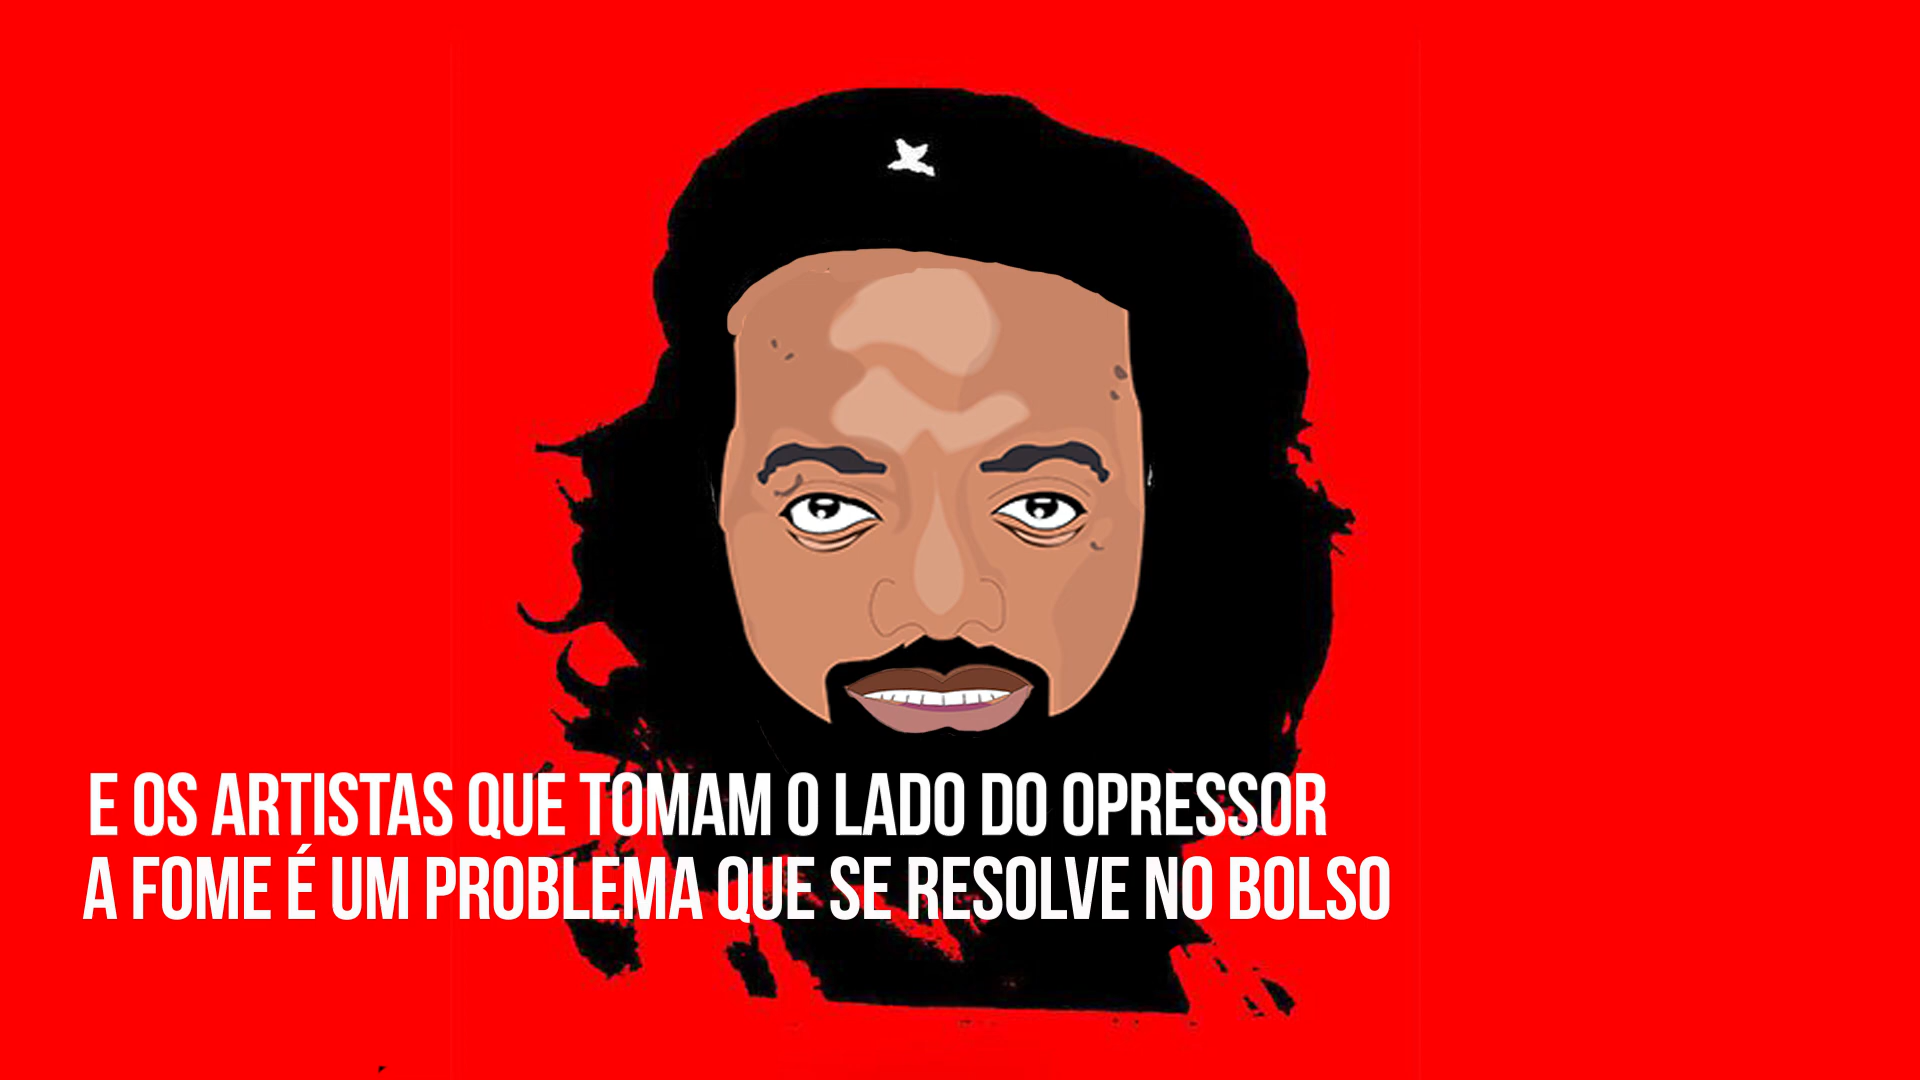 E OS ARTISTAS QUE TOMAM O LADO DO OPRESSOR
A FOME É UM PROBLEMA QUE SE RESOLVE NO BOLSO